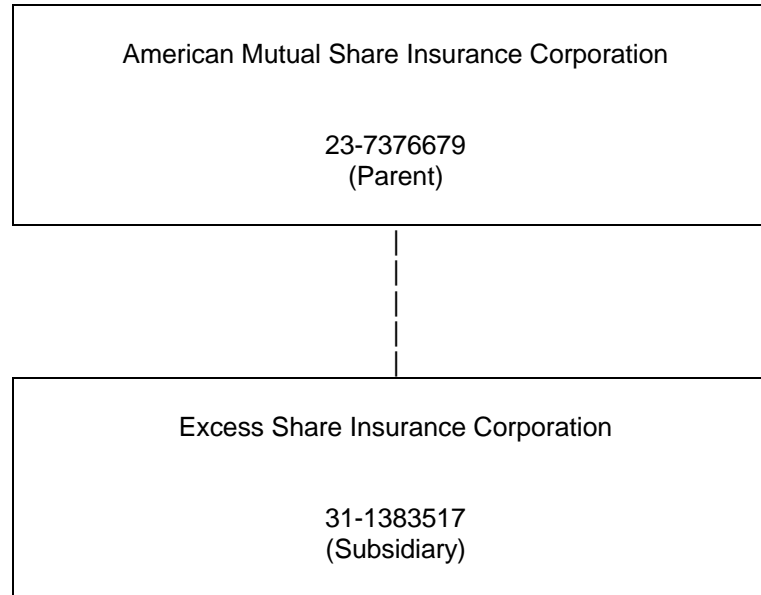 American Mutual Share Insurance Corporation
23-7376679
(Parent)
Excess Share Insurance Corporation
31-1383517
(Subsidiary)